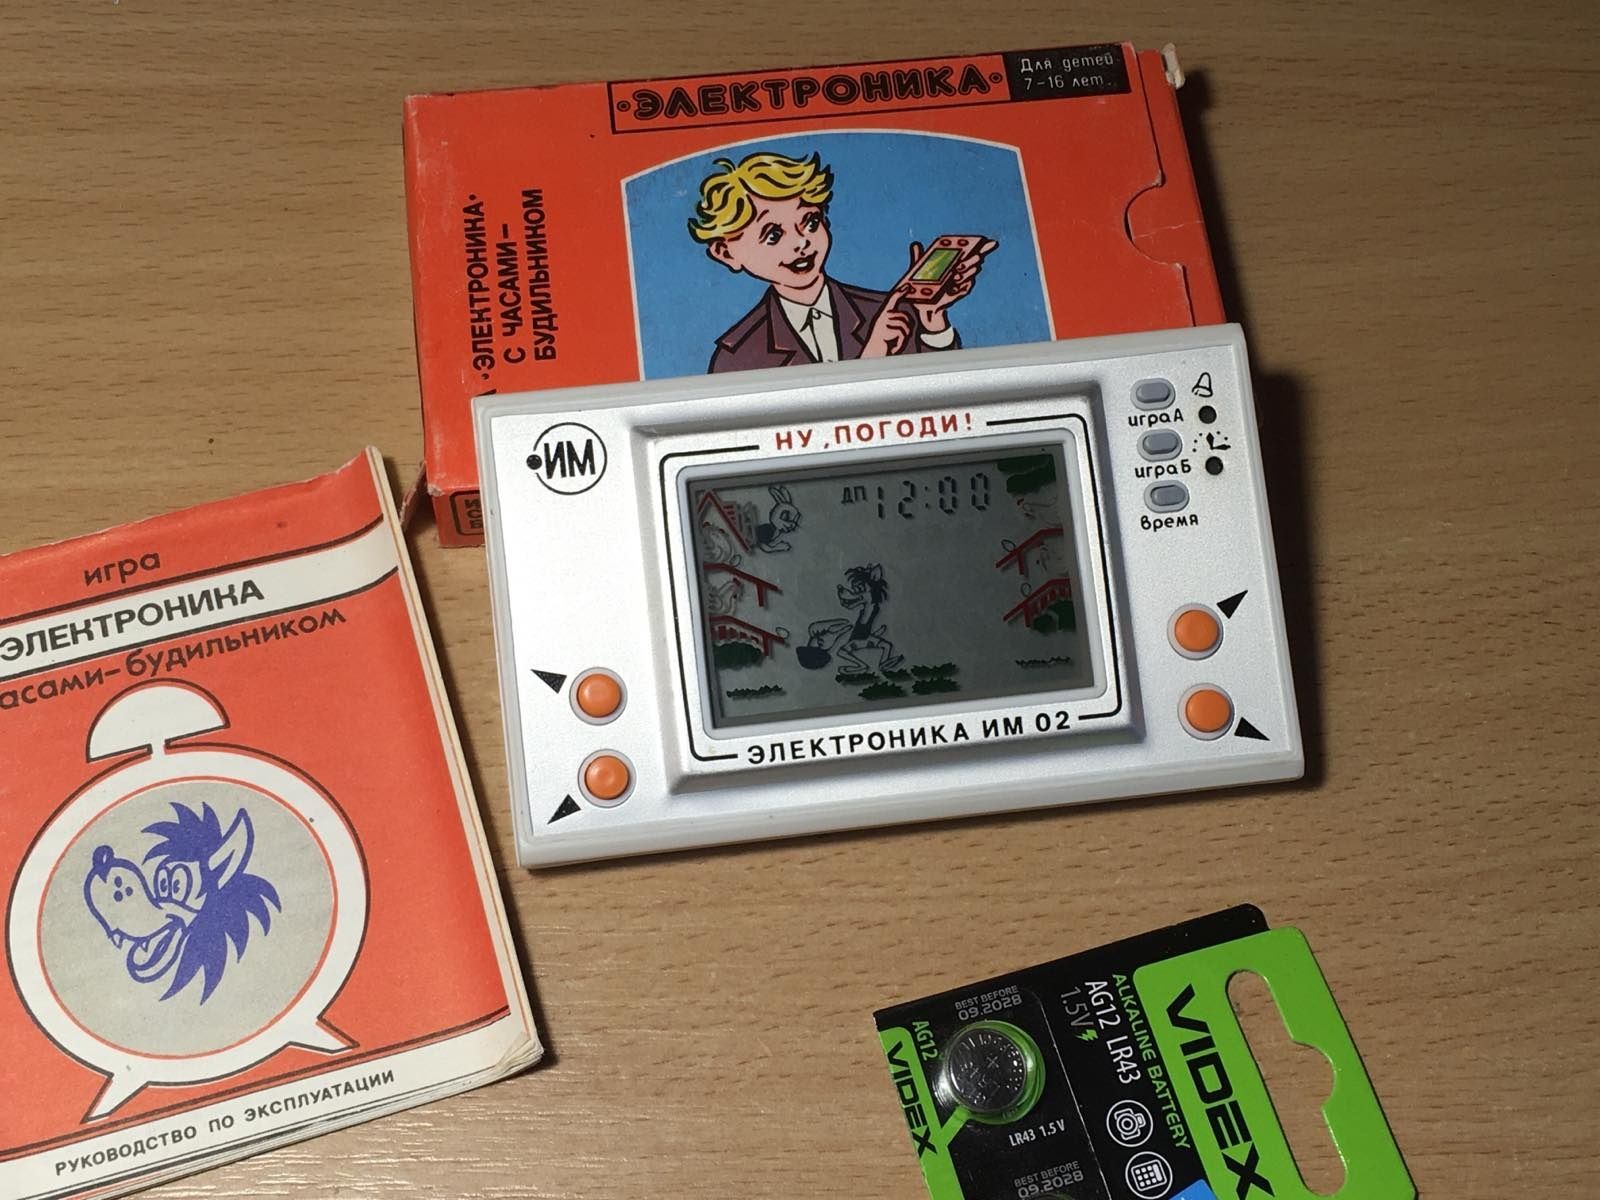 •ЭЛЕКТРОНИКА•
Для детей
7-16 лет..
•ЭЛЕКТРОНИКА•
С ЧАСАМИ-
БУДИЛЬНИКОМ
•ИМ
НУ, ПОГОДИ!
ДП 12:00
ЭЛЕКТРОНИКА ИМ 02
игра А
игра Б
время
игра
ЭЛЕКТРОНИКА
асами-будильником
РУКОВОДСТВО ПО ЭКСПЛУАТАЦИИ
BEST BEFORE
09.2028
AG12
VIDEX
LR43 1.5V
BEST BEFORE
09.2028
1.5V
AG12 LR43
ALKALINE BATTERY
VIDEX